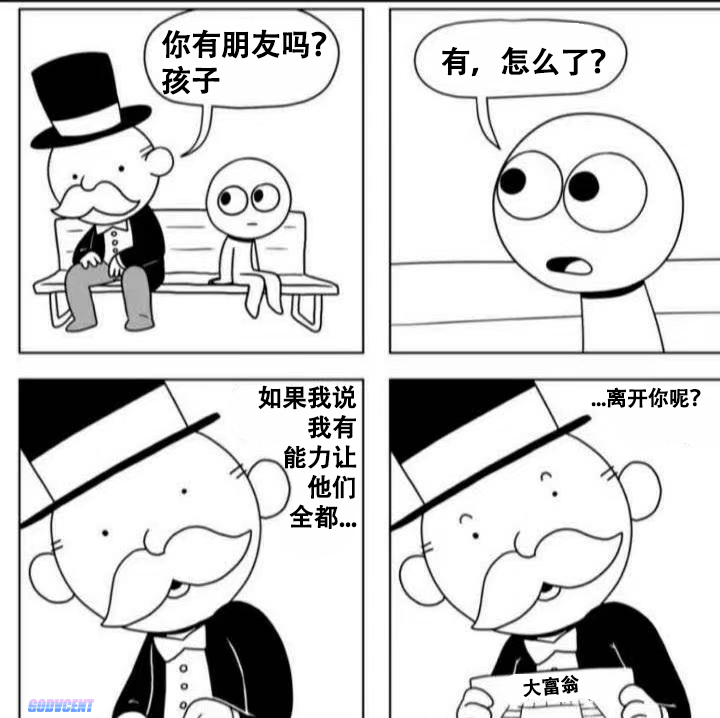 你有朋友吗？
孩子
有，怎么了？
如果我说
我有
能力让
他们
全都...
...离开你呢？
大富翁
GODVCENT